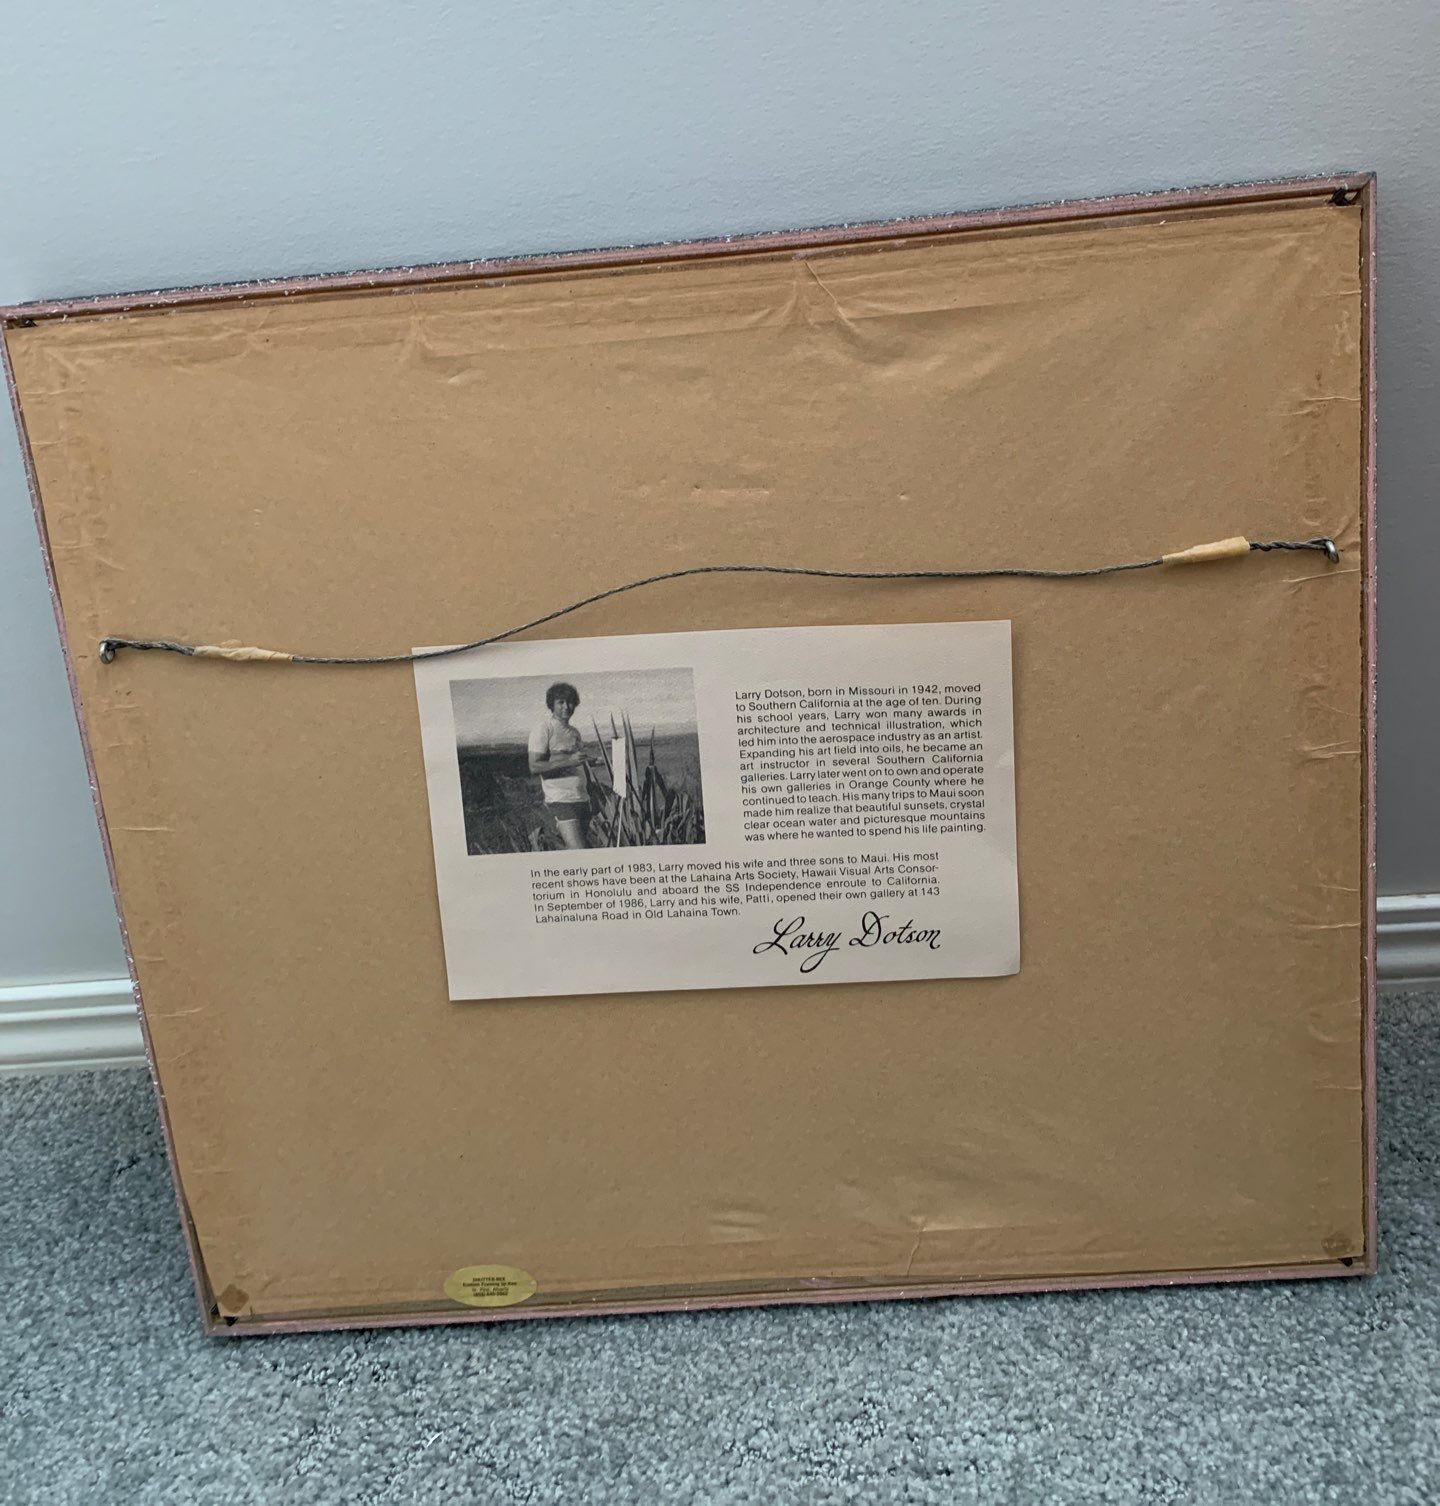 Larry Dotson, born in Missouri in 1942, moved
to Southern California at the age of ten. During
his school years, Larry won many awards in
architecture and technical illustration, which
led him into the aerospace industry as an artist.
Expanding his art field into oils, he became an
art instructor in several Southern California
galleries. Larry later went on to own and operate
his own galleries in Orange County where he
continued to teach. His many trips to Maui soon
made him realize that beautiful sunsets, crystal
clear ocean water and picturesque mountains
was where he wanted to spend his life painting.
In the early part of 1983, Larry moved his wife and three sons to Maui. His most
recent shows have been at the Lahaina Arts Society, Hawaii Visual Arts Consor-
torium in Honolulu and aboard the SS Independence enroute to California.
In September of 1986, Larry and his wife, Patti, opened their own gallery at 143
Lahainaluna Road in Old Lahaina Town.
Larry Dotson
Custom Framing
Alberta